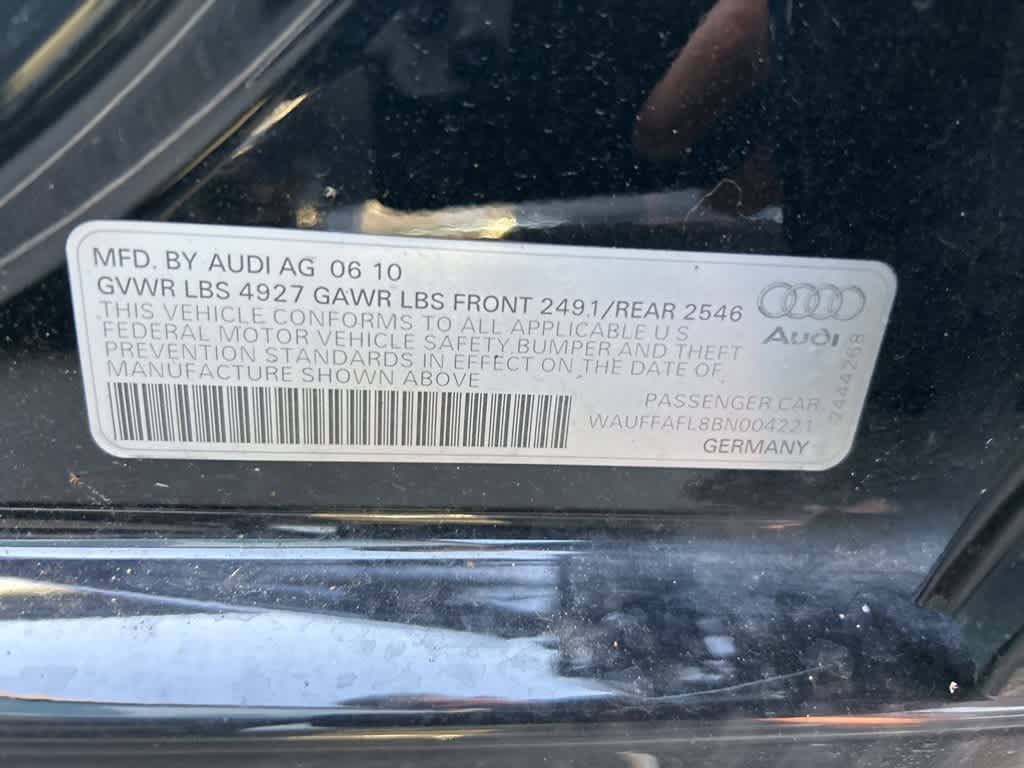 MFD. BY AUDI AG 06 10
GVWR LBS 4927 GAWR LBS FRONT 2491/REAR 2546
THIS VEHICLE CONFORMS TO ALL APPLICABLE U S
FEDERAL MOTOR VEHICLE SAFETY, BUMPER AND THEFT
PREVENTION STANDARDS IN EFFECT ON THE DATE OF
MANUFACTURE SHOWN ABOVE
Audi
PASSENGER CAR
WAUFFAFL8BN004221
GERMANY
2444268